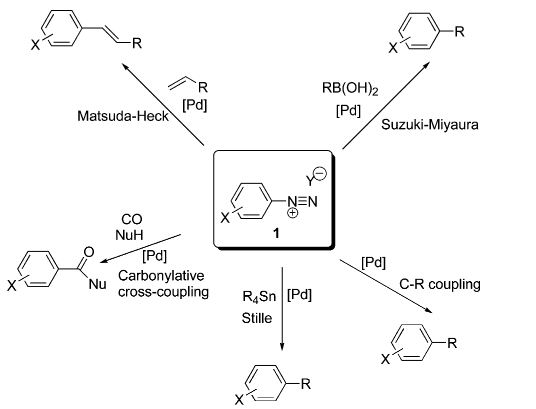 X
R
R
[Pd]
Matsuda-Heck
X
R
RB(OH)2
[Pd]
Suzuki-Miyaura
Y⊖
X
N≡N
⊕
1
CO
NuH
[Pd]
Carbonylative
cross-coupling
X
O
Nu
R4Sn
[Pd]
Stille
X
R
[Pd]
C-R coupling
X
R